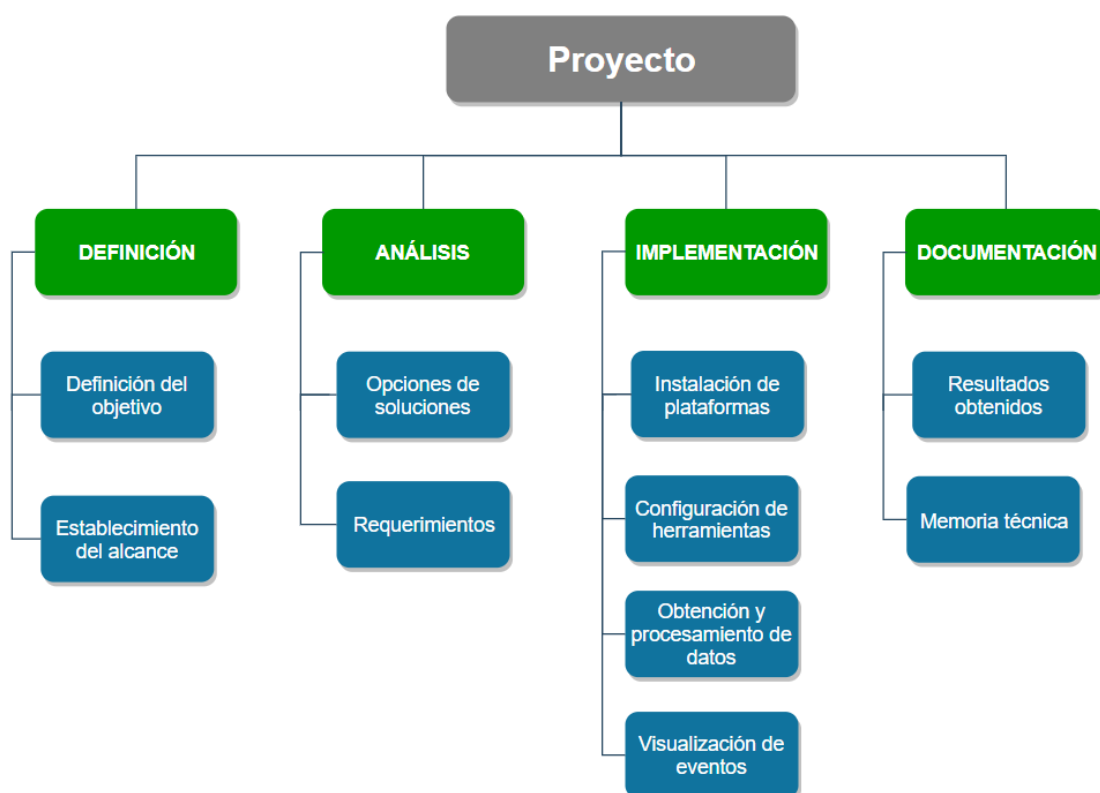 Proyecto
DEFINICIÓN
Definición del
objetivo
Establecimiento
del alcance
ANÁLISIS
Opciones de
soluciones
Requerimientos
IMPLEMENTACIÓN
Instalación de
plataformas
Configuración de
herramientas
Obtención y
procesamiento de
datos
Visualización de
eventos
DOCUMENTACIÓN
Resultados
obtenidos
Memoria técnica